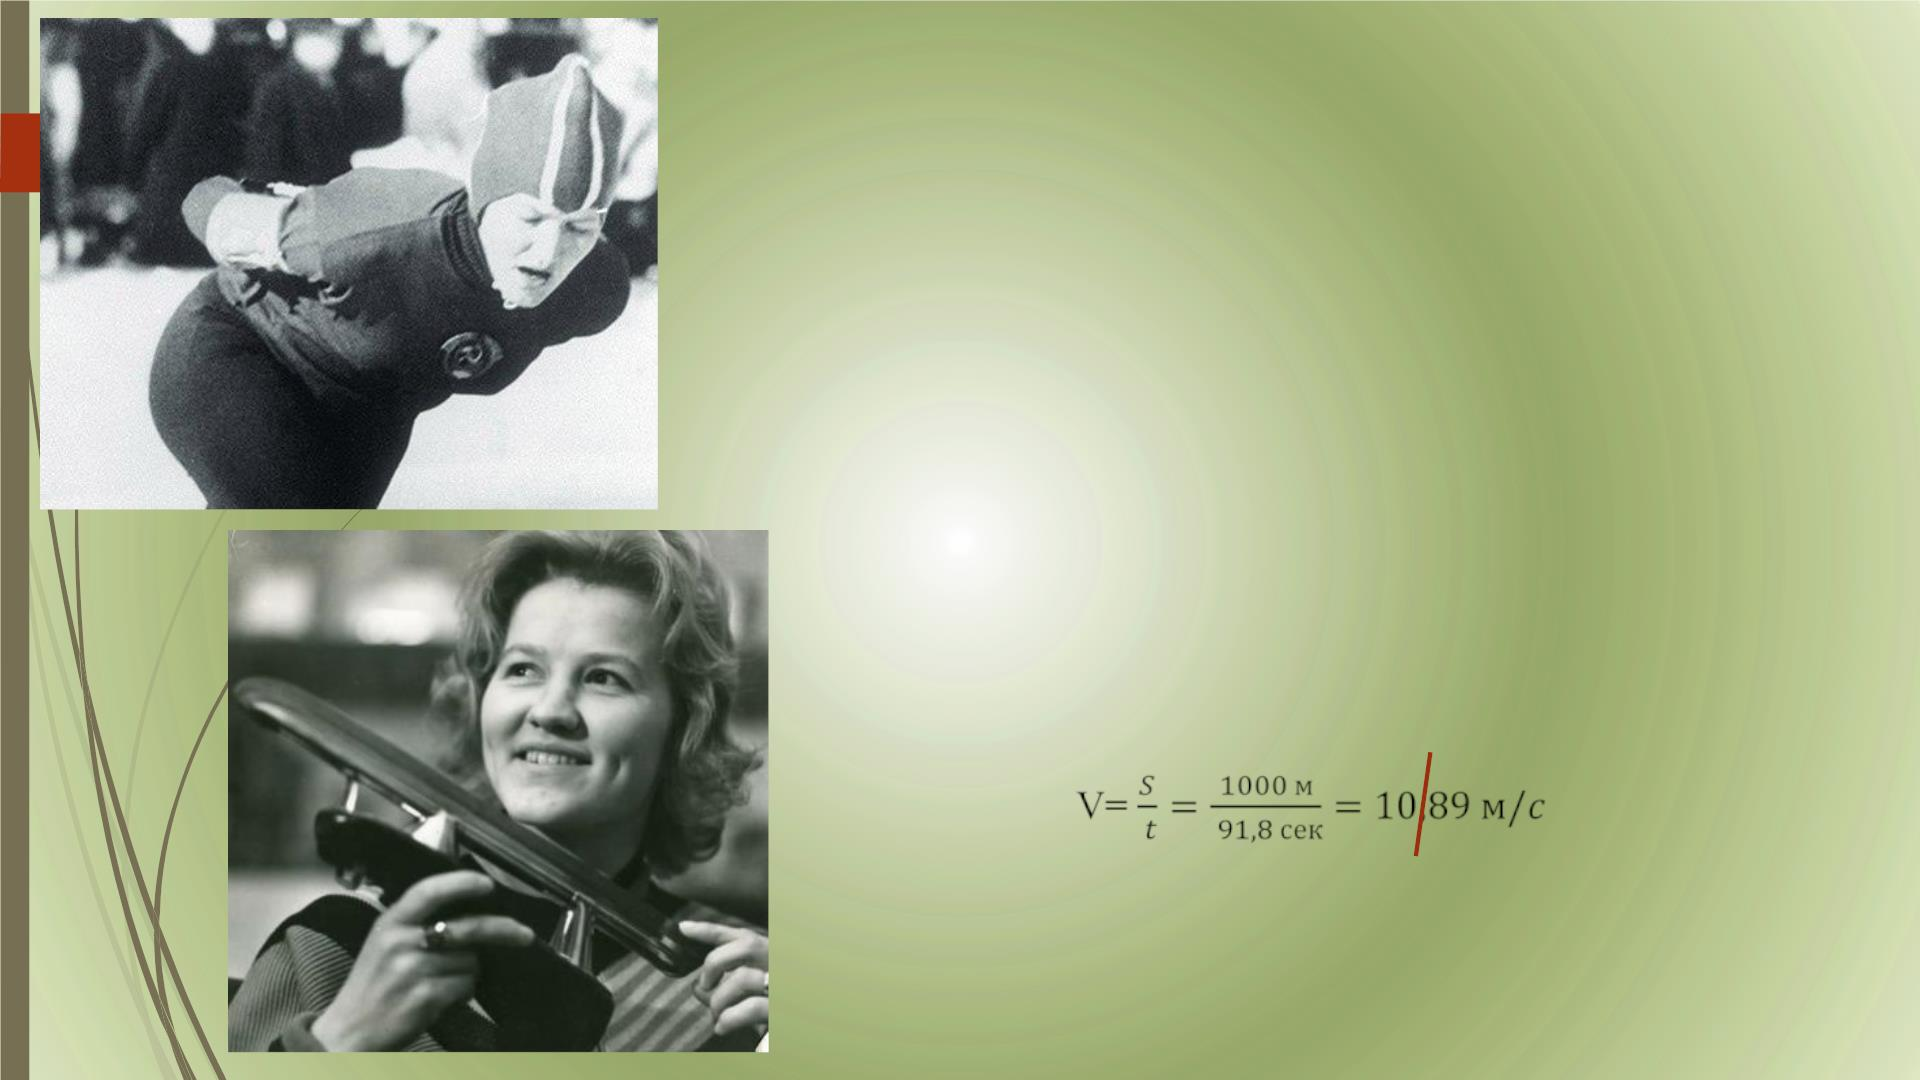 V= S/t = 1000 м/91,8 сек = 10,89 м/с